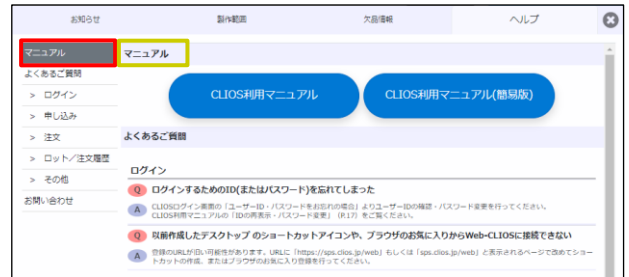 お知らせ
製作範囲
欠品情報
ヘルプ
マニュアル
よくあるご質問
> ログイン
> 申し込み
> 注文
> ロット/注文履歴
> その他
お問い合わせ
マニュアル
CLIOS利用マニュアル
CLIOS利用マニュアル(簡易版)
よくあるご質問
ログイン
Q ログインするためのID(またはパスワード)を忘れてしまった
A CLIOSログイン画面の「ユーザーID・パスワードをお忘れの場合」よりユーザーIDの確認・パスワード変更を行ってください。
CLIOS利用マニュアルの「IDの再表示・パスワード変更」(P.17)をご覧ください。
Q 以前作成したデスクトップ のショートカットアイコンや、ブラウザのお気に入りからWeb-CLIOSに接続できない
A 登録のURLが旧い可能性があります。URLに「https://sps.clios.jp/web」もしくは「sps.clios.jp/web」と表示されるページで改めてショー
トカットの作成、またはブラウザのお気に入り登録を行ってください。